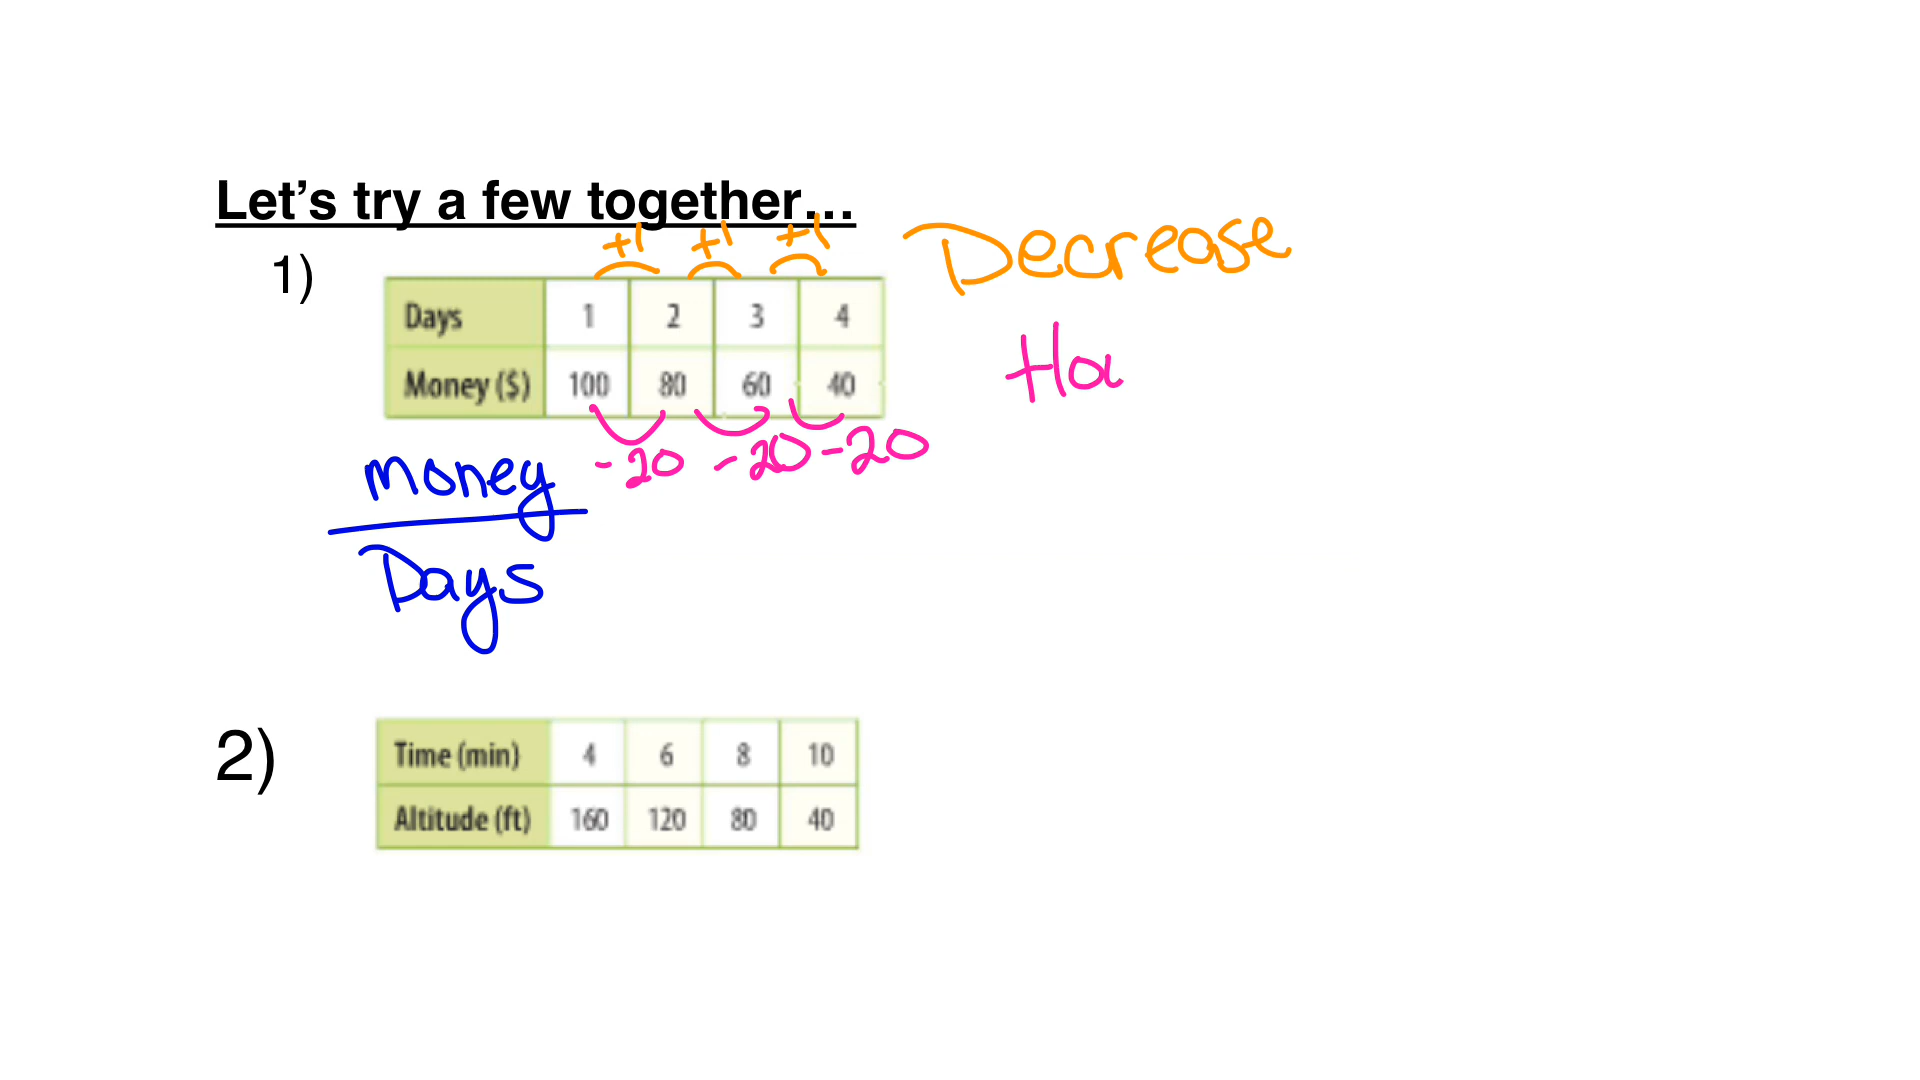 Let's try a few together...
+1 +1 +1
Decrease
1)
Days 1 2 3 4
Money ($) 100 80 60 40
Ho
-20 -20 -20
money
Days
2)
Time (min) 4 6 8 10
Altitude (ft) 160 120 80 40